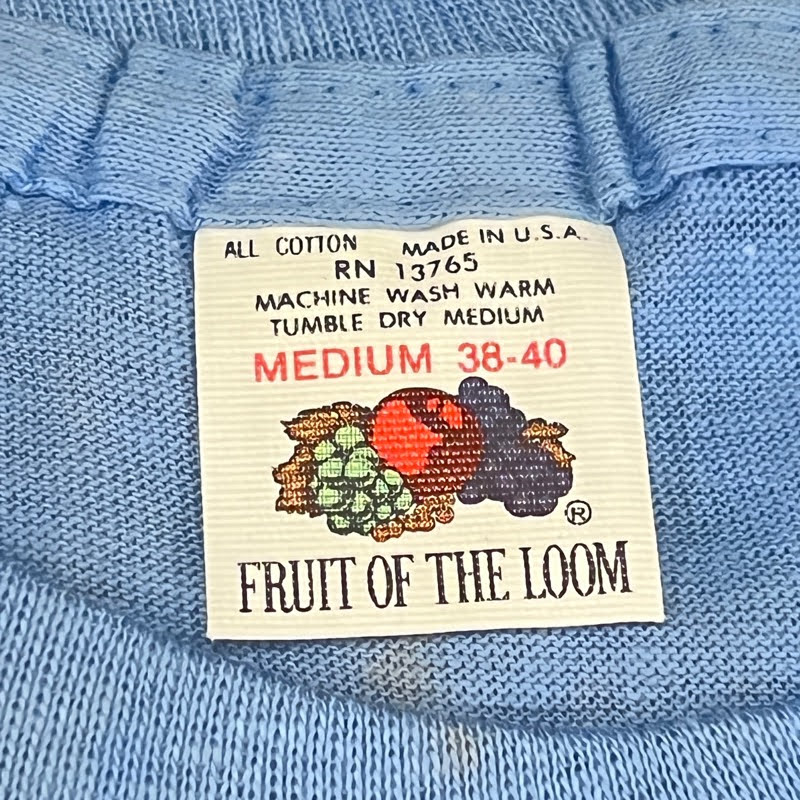 ALL COTTON MADE IN U.S.A.
RN 13765
MACHINE WASH WARM
TUMBLE DRY MEDIUM
MEDIUM 38-40
®
FRUIT OF THE LOOM